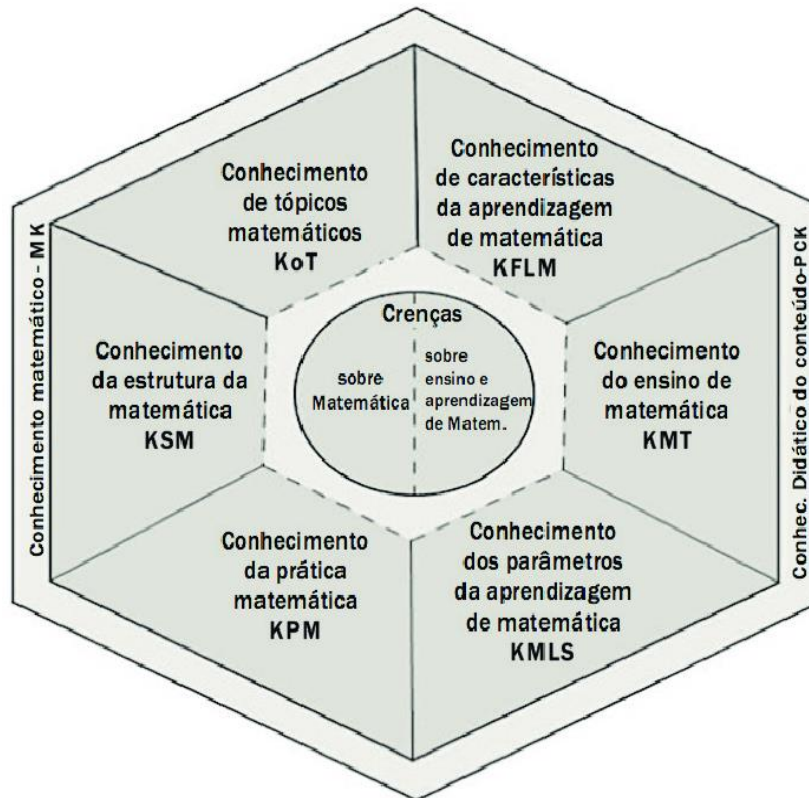 Conhecimento
de tópicos
matemáticos
KoT
Conhecimento
de características
da aprendizagem
de matemática
KFLM
Conhecimento matemático - MK
Conhecimento
da estrutura da
matemática
KSM
Crenças
sobre
Matemática
sobre
ensino e
aprendizagem
de Matem.
Conhecimento
do ensino de
matemática
KMT
Conhec. Didático do conteúdo-PCK
Conhecimento
da prática
matemática
KPM
Conhecimento
dos parâmetros
da aprendizagem
de matemática
KMLS